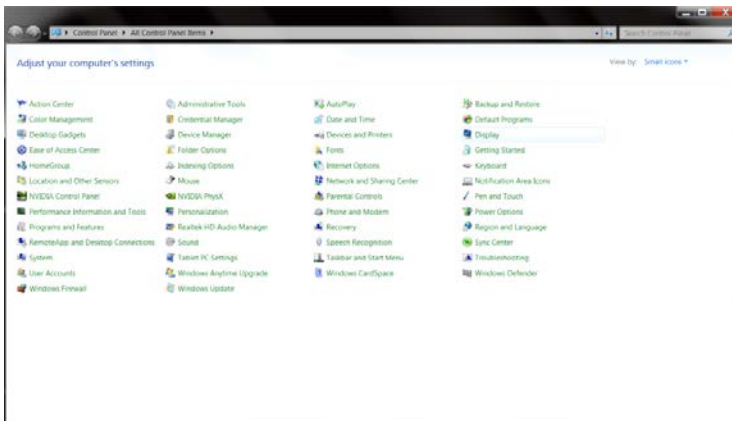 Control Panel ▸ All Control Panel Items ▸ Search Control Panel
Adjust your computer's settings View by: Small icons
Action Center Administrative Tools AutoPlay Backup and Restore
Color Management Credential Manager Date and Time Default Programs
Desktop Gadgets Device Manager Devices and Printers Display
Ease of Access Center Folder Options Fonts Getting Started
HomeGroup Indexing Options Internet Options Keyboard
Location and Other Sensors Mouse Network and Sharing Center Notification Area Icons
NVIDIA Control Panel NVIDIA PhysX Parental Controls Pen and Touch
Performance Information and Tools Personalization Phone and Modem Power Options
Programs and Features Realtek HD Audio Manager Recovery Region and Language
RemoteApp and Desktop Connections Sound Speech Recognition Sync Center
System Tablet PC Settings Taskbar and Start Menu Troubleshooting
User Accounts Windows Anytime Upgrade Windows CardSpace Windows Defender
Windows Firewall Windows Update